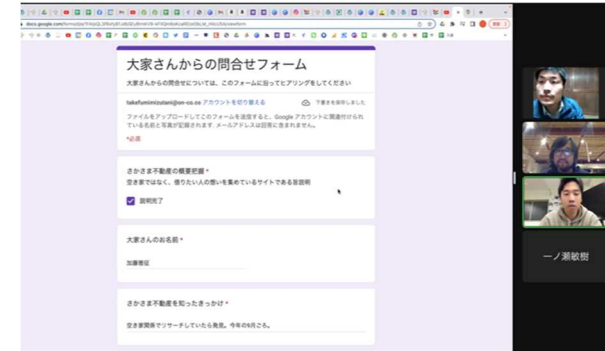 大家さんからの問合せフォーム
大家さんからの問合せについては、このフォームに沿ってヒアリングをしてください
takefumimizutani@on-co.co アカウントを切り替える
下書きを保存しました
ファイルをアップロードしてこのフォームを送信すると、Google アカウントに関連付けられ
ている名前と写真が記録されます. メールアドレスは回答に含まれません。
*必須
さかさま不動産の概要把握 *
空き家ではなく、借りたい人の想いを集めているサイトである旨説明
説明完了
大家さんのお名前 *
さかさま不動産を知ったきっかけ *
空き家関係でリサーチしていたら発見。今年の9月ごろ。
一ノ瀬敏樹